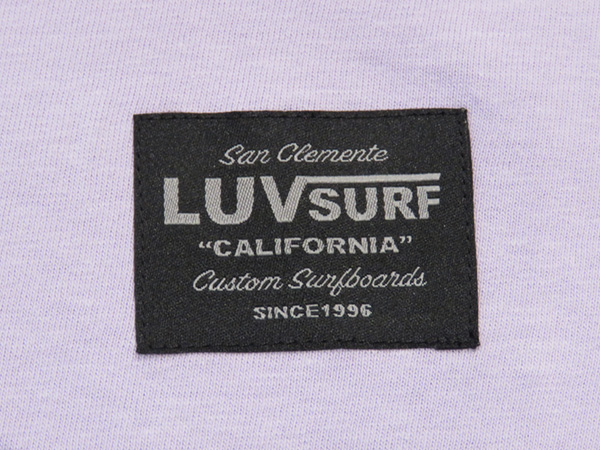 San Clemente
LUVSURF
“CALIFORNIA”
Custom Surfboards
SINCE1996